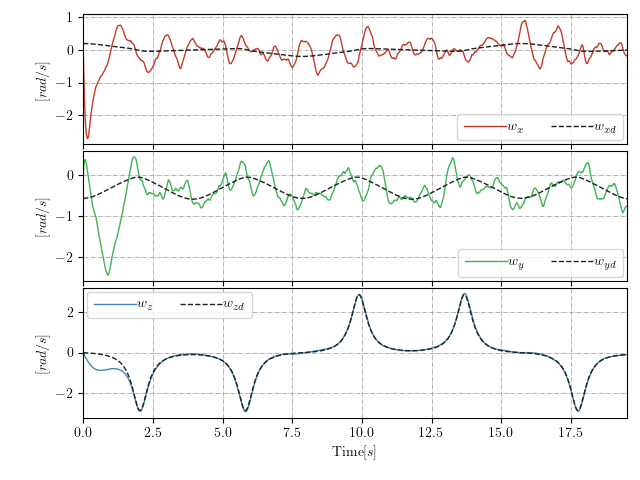 1
0
−1
−2
[rad/s]
w_x
w_xd
0
−1
−2
[rad/s]
w_y
w_yd
2
0
−2
[rad/s]
w_z
w_zd
0.0 2.5 5.0 7.5 10.0 12.5 15.0 17.5
Time[s]